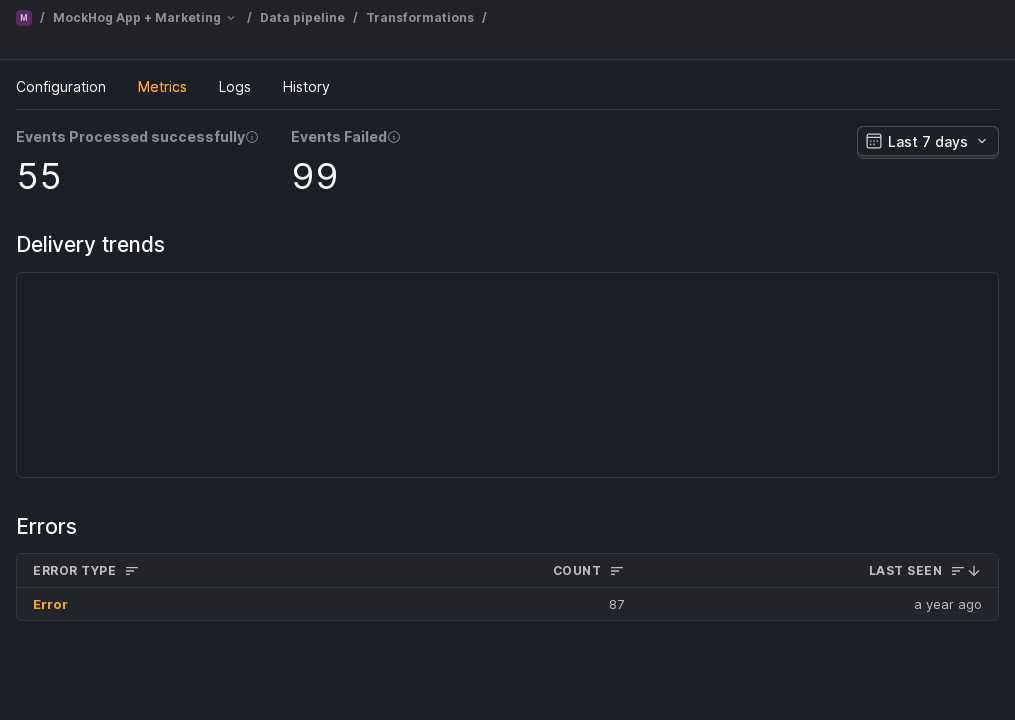 M / MockHog App + Marketing / Data pipeline / Transformations /
Configuration Metrics Logs History
Events Processed successfully Events Failed Last 7 days
55 99
Delivery trends
Errors
ERROR TYPE COUNT LAST SEEN
Error 87 a year ago